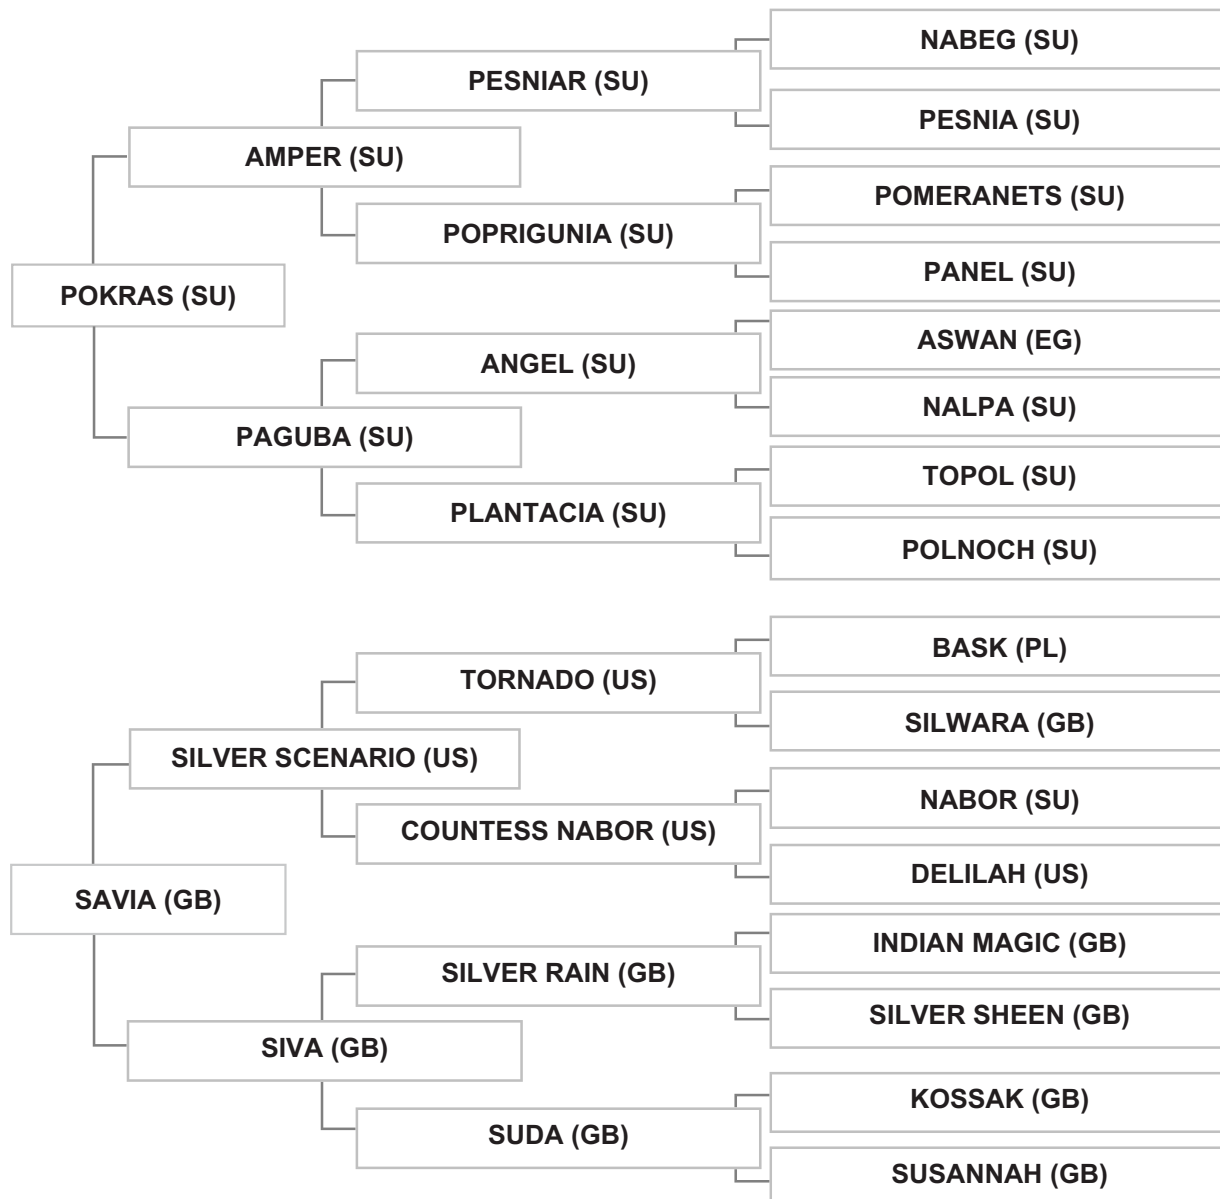 NABEG (SU)
PESNIAR (SU)
PESNIA (SU)
AMPER (SU)
POMERANETS (SU)
POPRIGUNIA (SU)
PANEL (SU)
POKRAS (SU)
ASWAN (EG)
ANGEL (SU)
NALPA (SU)
PAGUBA (SU)
TOPOL (SU)
PLANTACIA (SU)
POLNOCH (SU)
BASK (PL)
TORNADO (US)
SILWARA (GB)
SILVER SCENARIO (US)
NABOR (SU)
COUNTESS NABOR (US)
DELILAH (US)
SAVIA (GB)
INDIAN MAGIC (GB)
SILVER RAIN (GB)
SILVER SHEEN (GB)
SIVA (GB)
KOSSAK (GB)
SUDA (GB)
SUSANNAH (GB)